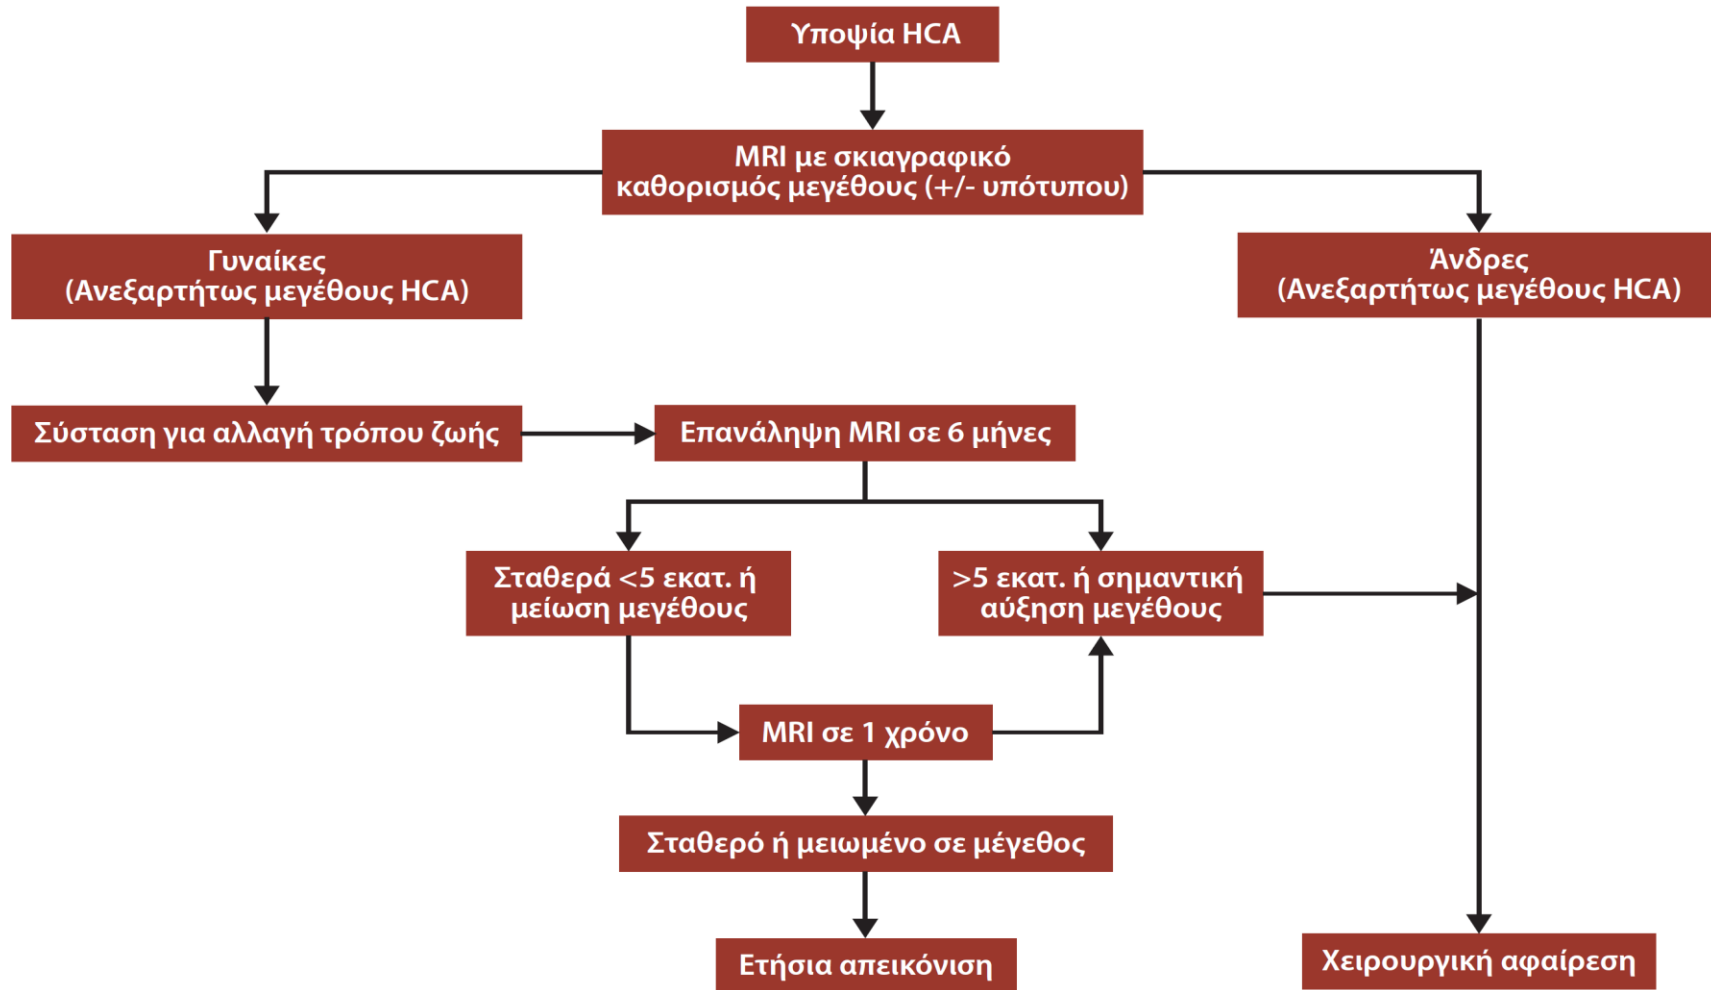 Υποψία HCA
MRI με σκιαγραφικό
καθορισμός μεγέθους (+/- υπότυπου)
Γυναίκες
(Ανεξαρτήτως μεγέθους HCA)
Άνδρες
(Ανεξαρτήτως μεγέθους HCA)
Σύσταση για αλλαγή τρόπου ζωής
Επανάληψη MRI σε 6 μήνες
Σταθερά <5 εκατ. ή
μείωση μεγέθους
>5 εκατ. ή σημαντική
αύξηση μεγέθους
MRI σε 1 χρόνο
Σταθερό ή μειωμένο σε μέγεθος
Ετήσια απεικόνιση
Χειρουργική αφαίρεση